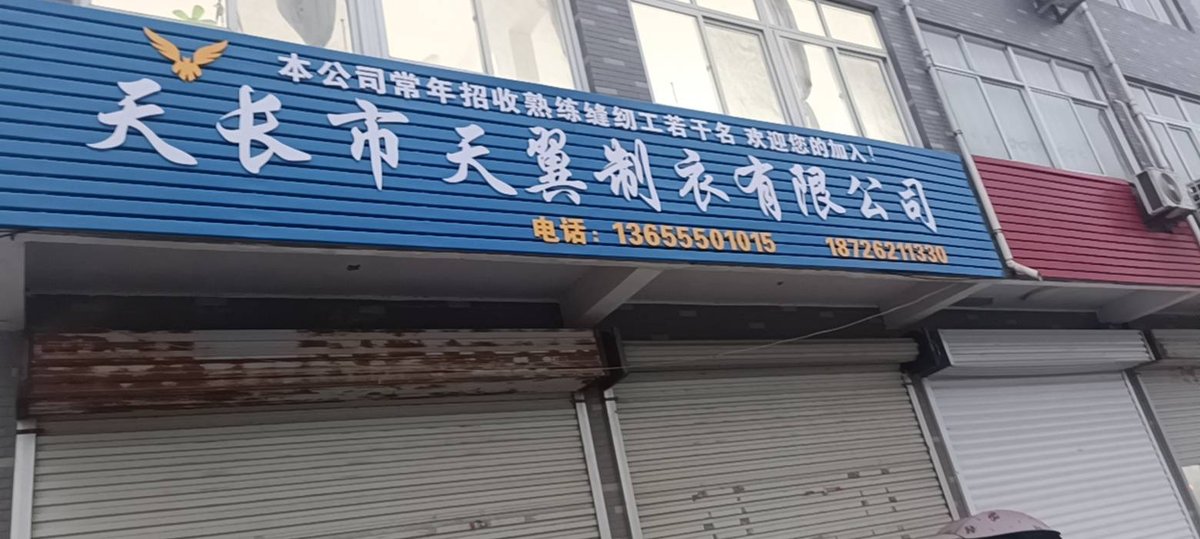 本公司常年招收熟练缝纫工若干名 欢迎您的加入!
天长市天翼制衣有限公司
电话：13655501015 18726211330